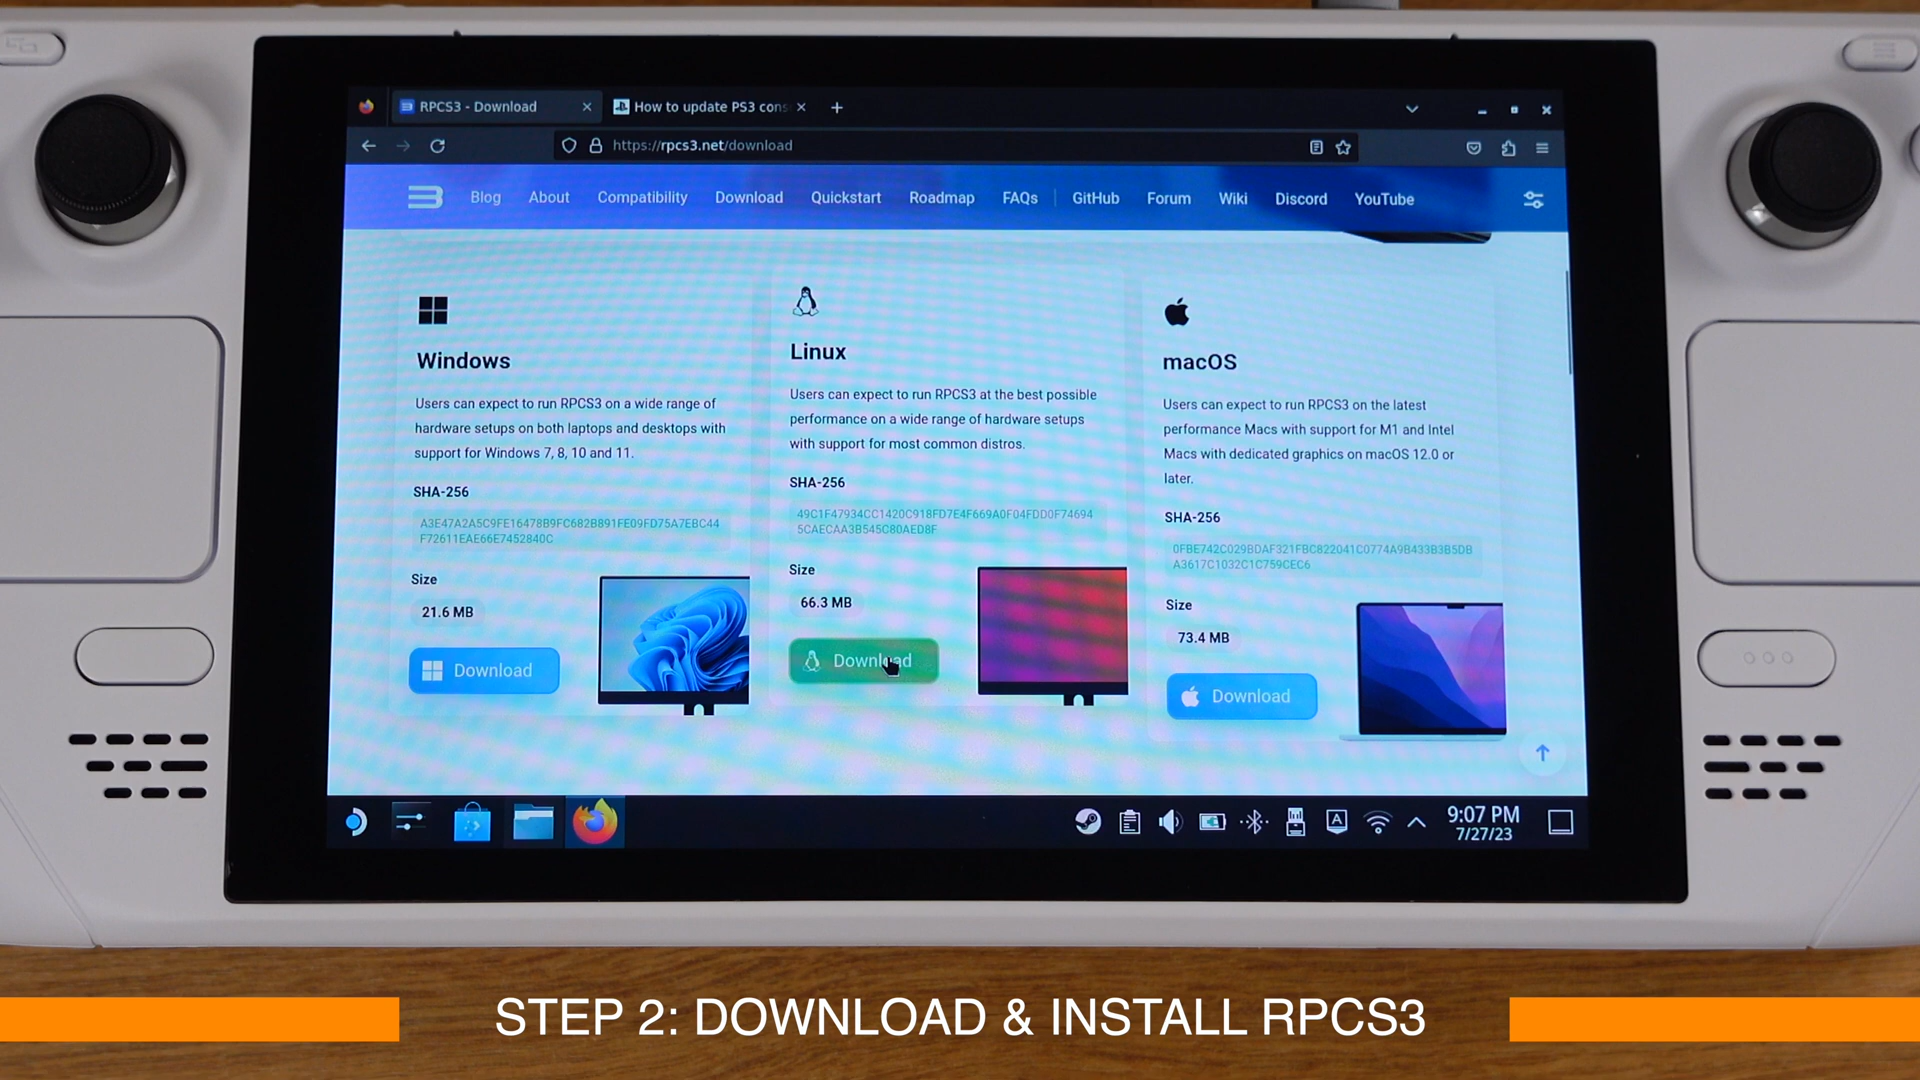 RPCS3 - Download
How to update PS3 cons
https://rpcs3.net/download
Blog About Compatibility Download Quickstart Roadmap FAQs GitHub Forum Wiki Discord YouTube
Windows
Users can expect to run RPCS3 on a wide range of
hardware setups on both laptops and desktops with
support for Windows 7, 8, 10 and 11.
SHA-256
A3E47A2A5C9FE16478B9FC682B891FE09FD75A7EBC44
F72611EAE66E7452840C
Size
21.6 MB
Download
Linux
Users can expect to run RPCS3 at the best possible
performance on a wide range of hardware setups
with support for most common distros.
SHA-256
49C1F47934CC1420C918FD7E4F669A0F04FDD0F74694
5CAECAA3B545C80AED8F
Size
66.3 MB
Download
macOS
Users can expect to run RPCS3 on the latest
performance Macs with support for M1 and Intel
Macs with dedicated graphics on macOS 12.0 or
later.
SHA-256
0FBE742C029BDAF321FBC822041C0774A9B433B3B5DB
A3617C1032C1C759CEC6
Size
73.4 MB
Download
9:07 PM
7/27/23
STEP 2: DOWNLOAD & INSTALL RPCS3